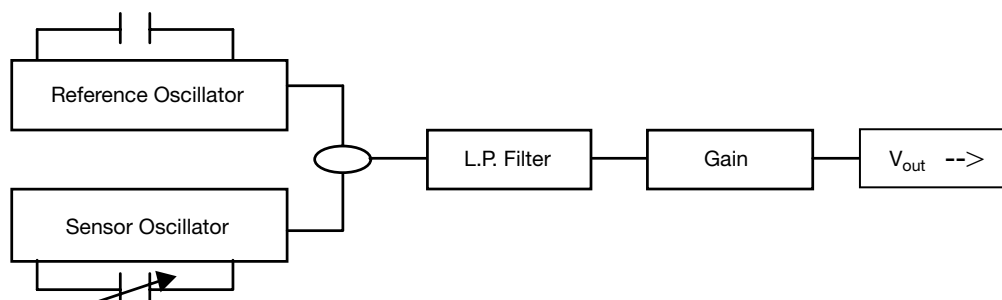 Reference Oscillator
L.P. Filter
Gain
Vout -->
Sensor Oscillator